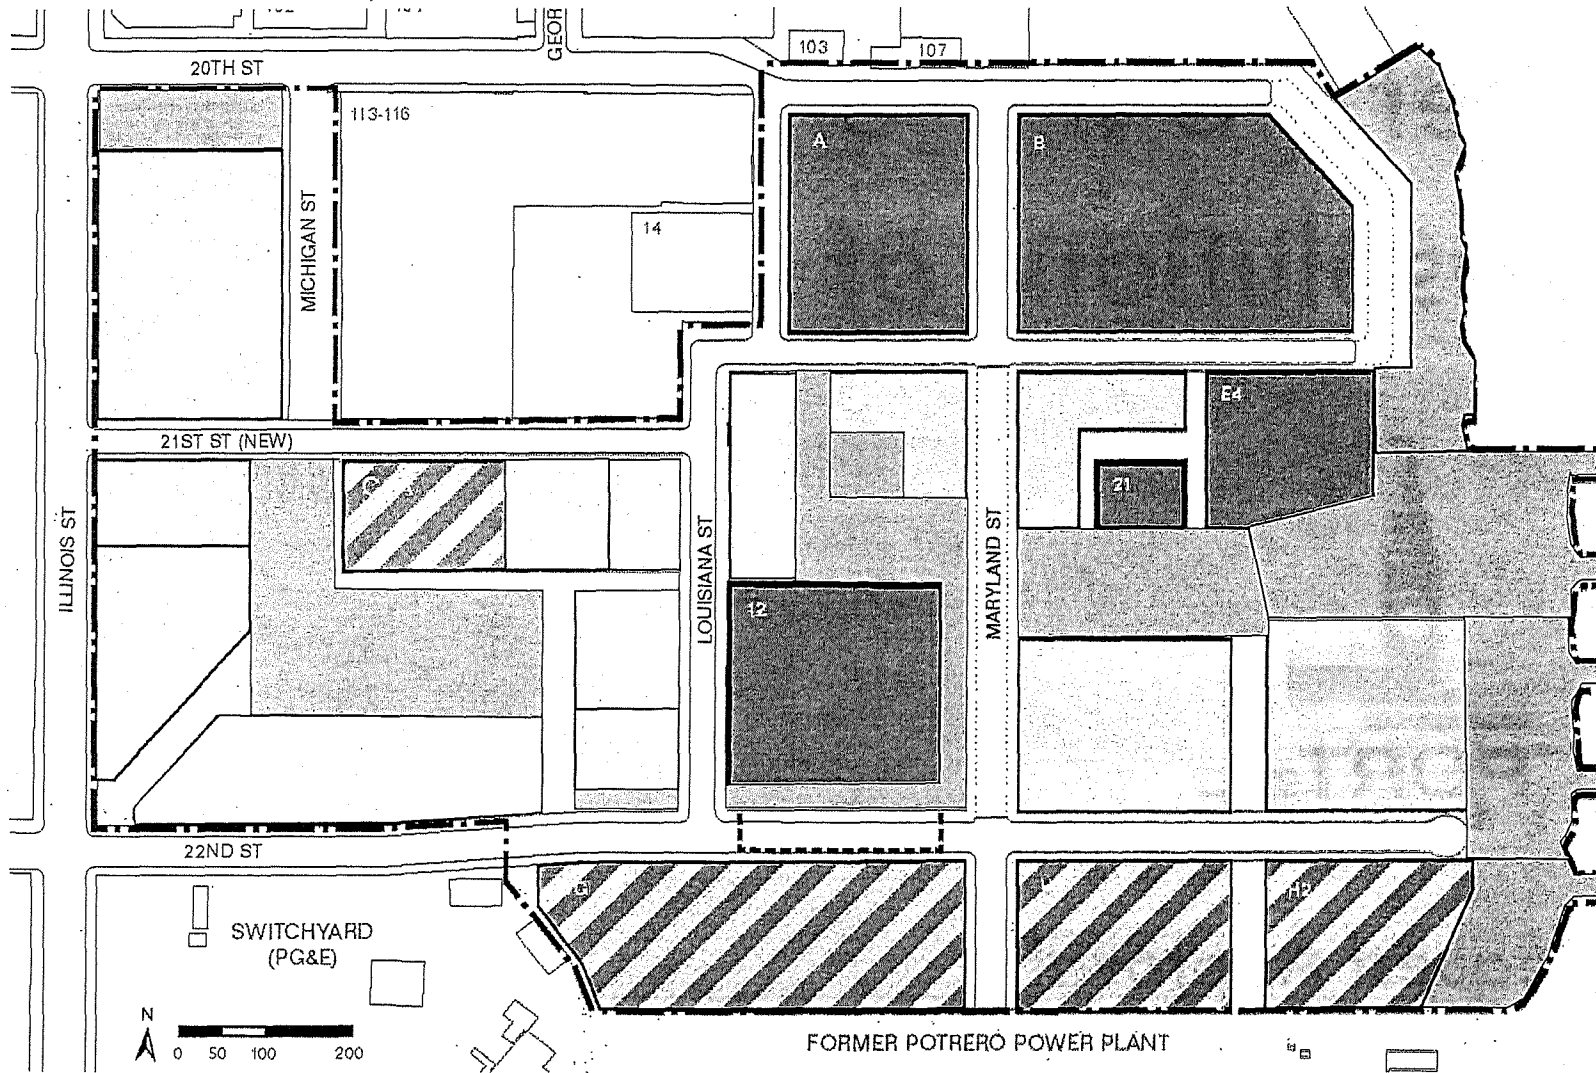 GEOR
20TH ST
103
107
113-116
A
B
MICHIGAN ST
14
E4
21ST ST (NEW)
21
ILLINOIS ST
LOUISIANA ST
MARYLAND ST
12
22ND ST
G
H2
SWITCHYARD
(PG&E)
N
0 50 100 200
FORMER POTRERO POWER PLANT